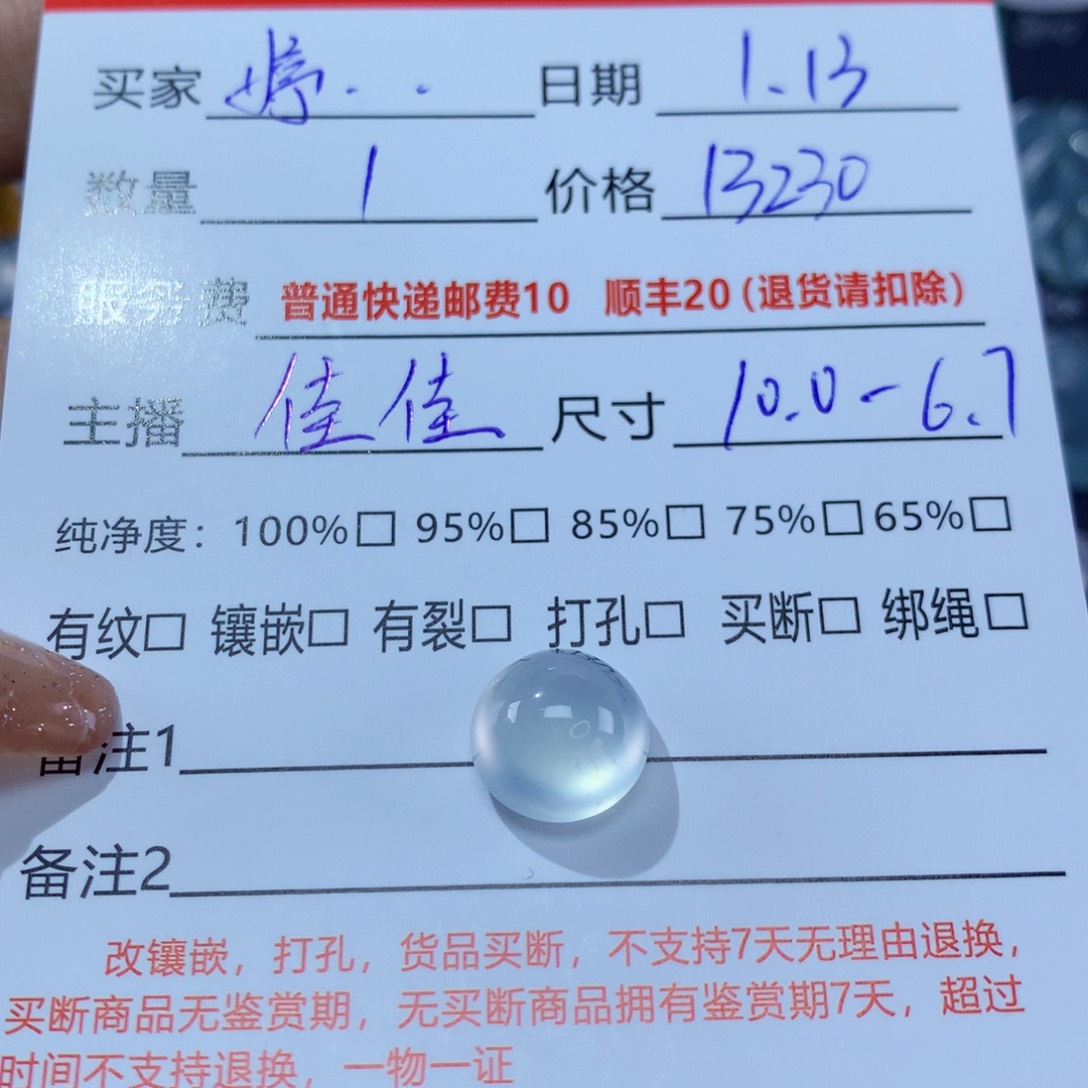 买家 婷.. 日期 1.13
数量 1 价格 13230
服务费 普通快递邮费10 顺丰20(退货请扣除)
主播 佳佳 尺寸 10.0-6.7
纯净度：100%□ 95%□ 85%□ 75%□ 65%□
有纹□ 镶嵌□ 有裂□ 打孔□ 买断□ 绑绳□
备注1
备注2
改镶嵌，打孔，货品买断，不支持7天无理由退换，
买断商品无鉴赏期，无买断商品拥有鉴赏期7天，超过
时间不支持退换，一物一证